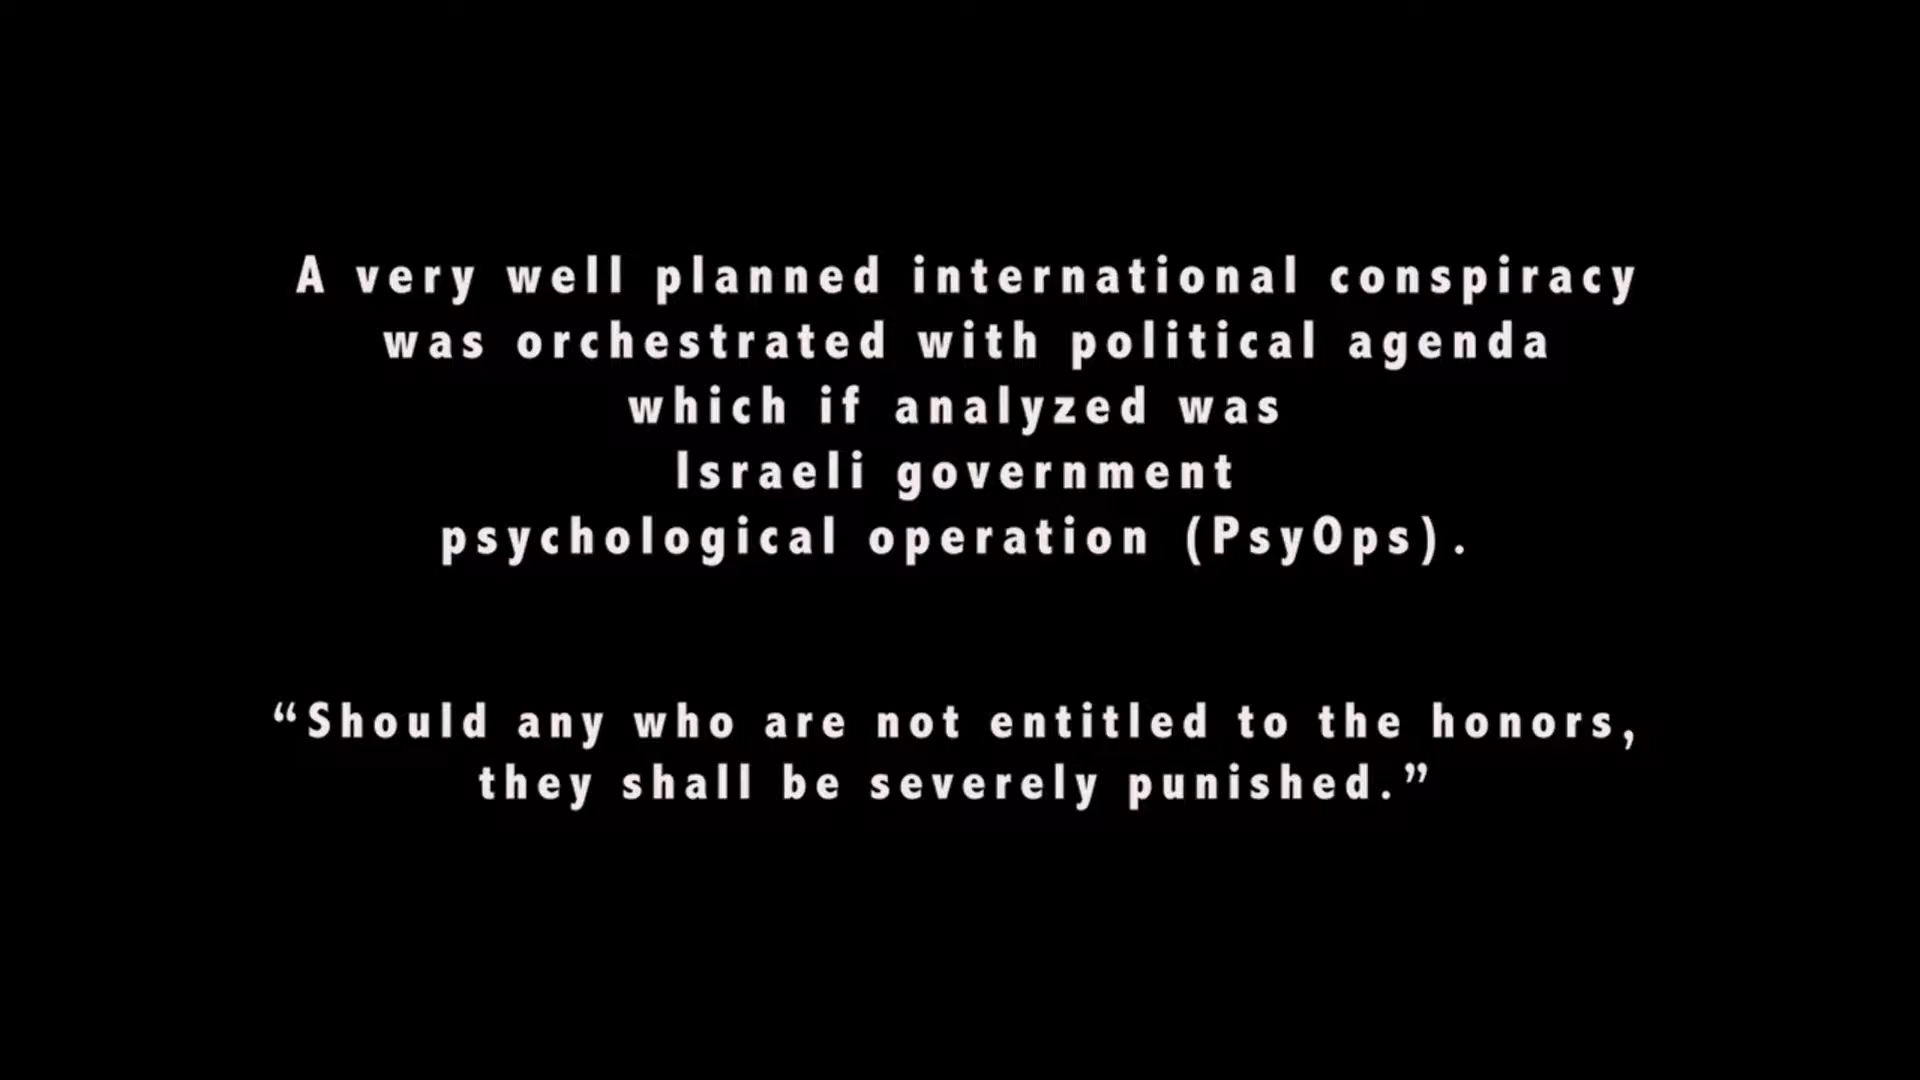 A very well planned international conspiracy
was orchestrated with political agenda
which if analyzed was
Israeli government
psychological operation (PsyOps).
“Should any who are not entitled to the honors,
they shall be severely punished.”